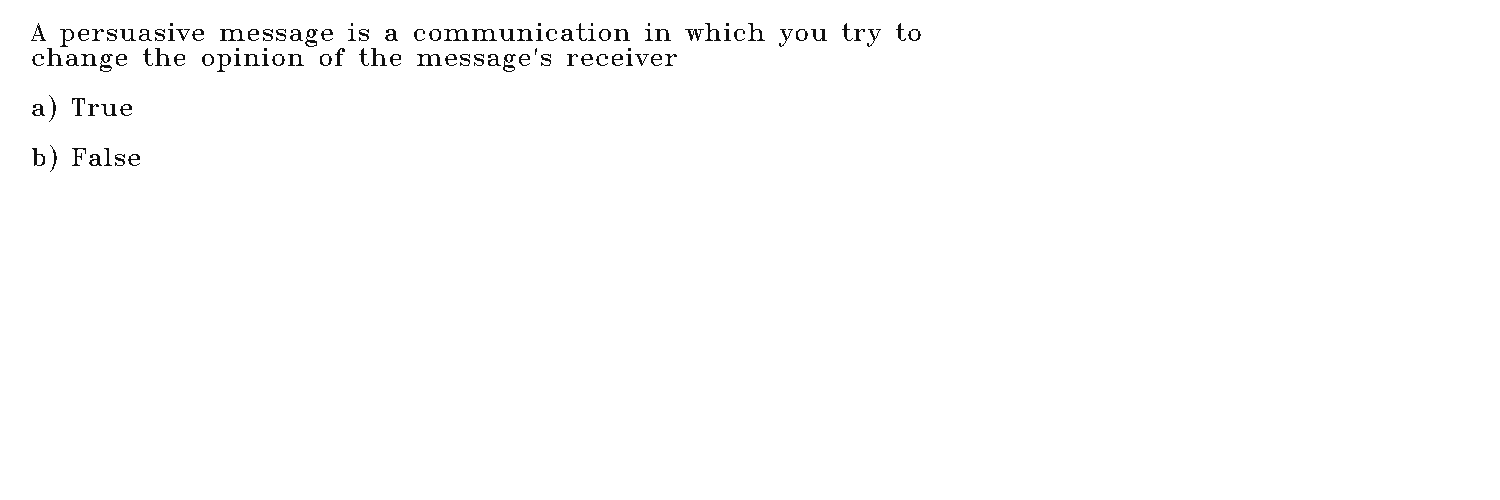 A persuasive message is a communication in which you try to
change the opinion of the message's receiver
a) True
b) False